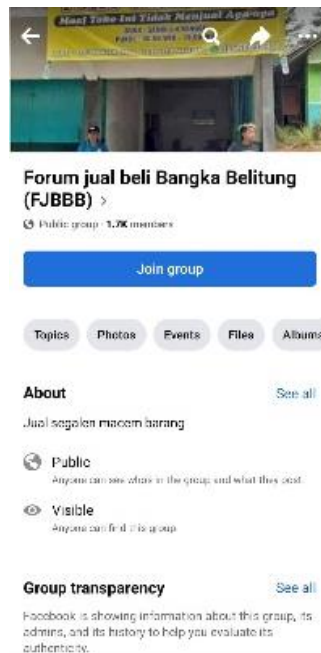 Maaf Toko Ini Tidak Menjual Apa-apa
Forum jual beli Bangka Belitung
(FJBBB) >
Public group · 1.7K members
Join group
Topics
Photos
Events
Files
Albums
About
See all
Jual segalen macem barang
Public
Anyone can see who's in the group and what they post.
Visible
Anyone can find this group.
Group transparency
See all
Facebook is showing information about this group, its
admins, and its history to help you evaluate its
authenticity.